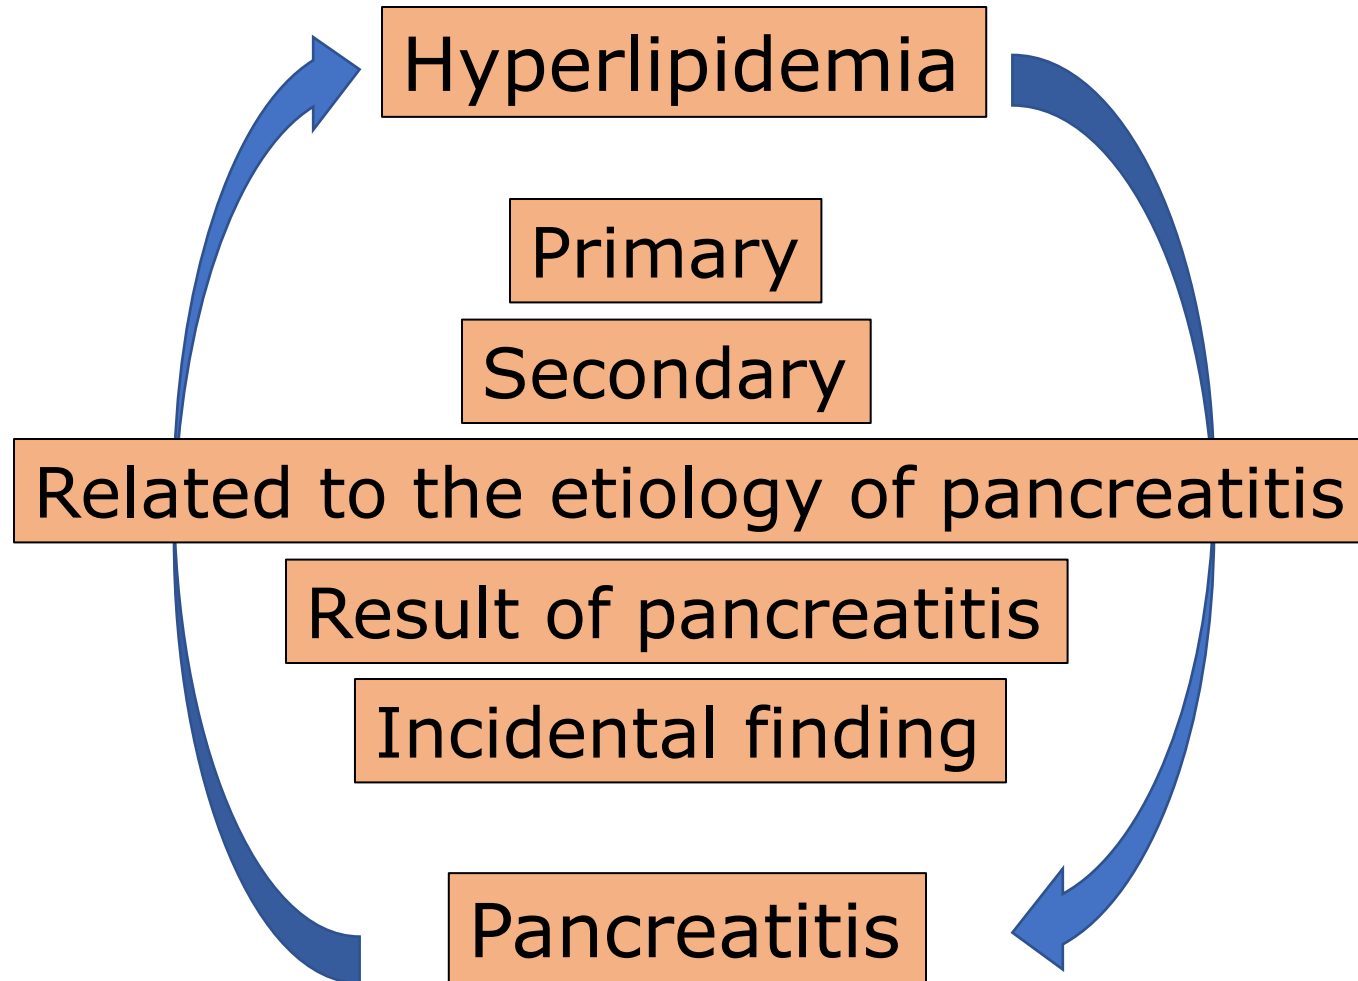 Hyperlipidemia
Primary
Secondary
Related to the etiology of pancreatitis
Result of pancreatitis
Incidental finding
Pancreatitis